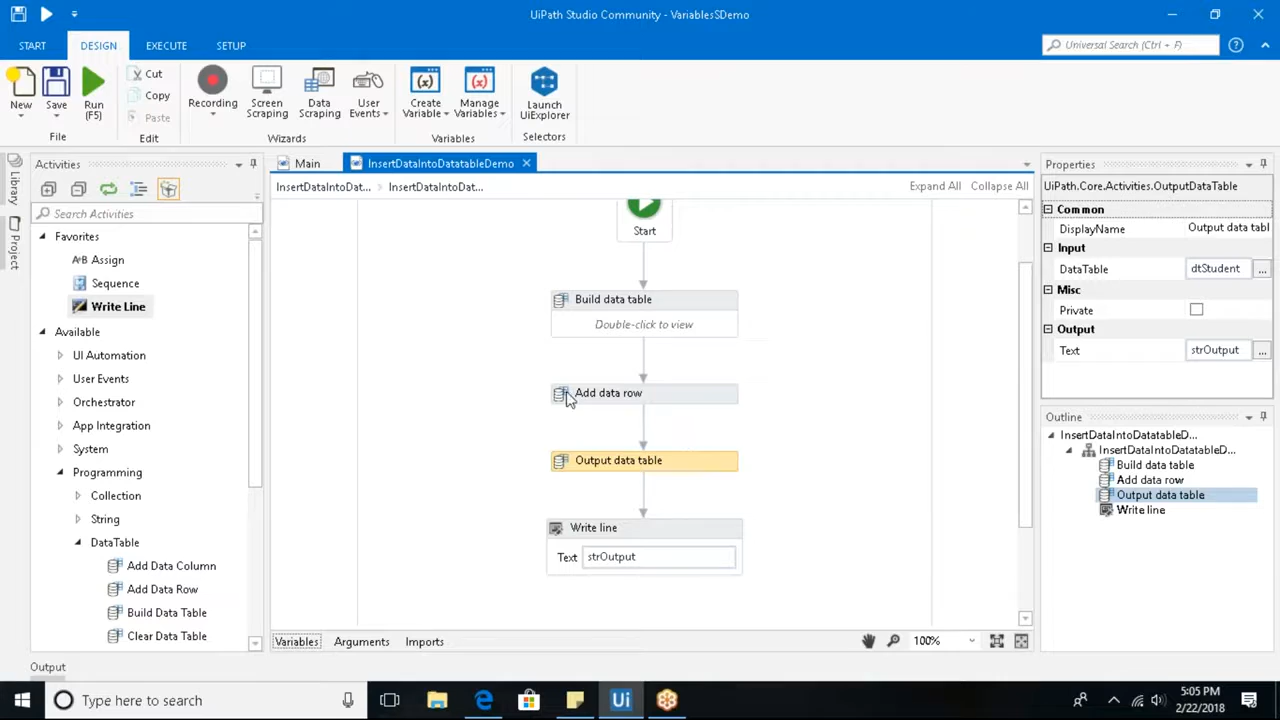 UiPath Studio Community - VariablesSDemo
START DESIGN EXECUTE SETUP
Universal Search (Ctrl + F)
New
Save
Run
(F5)
Cut
Copy
Paste
Recording
Screen
Scraping
Data
Scraping
User
Events
Create
Variable
Manage
Variables
Launch
UiExplorer
File Edit Wizards Variables Selectors
Library
Project
Activities
Search Activities
Favorites
A+B Assign
Sequence
Write Line
Available
UI Automation
User Events
Orchestrator
App Integration
System
Programming
Collection
String
DataTable
Add Data Column
Add Data Row
Build Data Table
Clear Data Table
Output
Main
InsertDataIntoDatatableDemo
InsertDataIntoDat... InsertDataIntoDat...
Expand All Collapse All
Start
Build data table
Double-click to view
Add data row
Output data table
Write line
Text strOutput
Variables Arguments Imports
100%
Properties
UiPath.Core.Activities.OutputDataTable
Common
DisplayName Output data tabl
Input
DataTable dtStudent ...
Misc
Private
Output
Text strOutput ...
Outline
InsertDataIntoDatatableD...
InsertDataIntoDatatableD...
Build data table
Add data row
Output data table
Write line
Type here to search
Ui
5:05 PM
2/22/2018